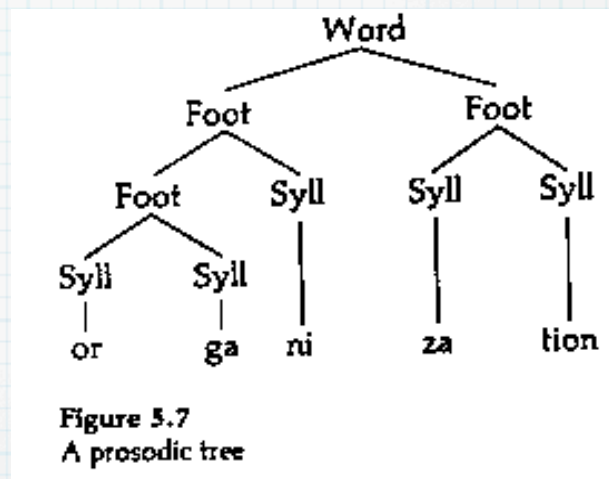 Word
Foot Foot
Foot Syll Syll Syll
Syll Syll
or ga ni za tion
Figure 5.7
A prosodic tree